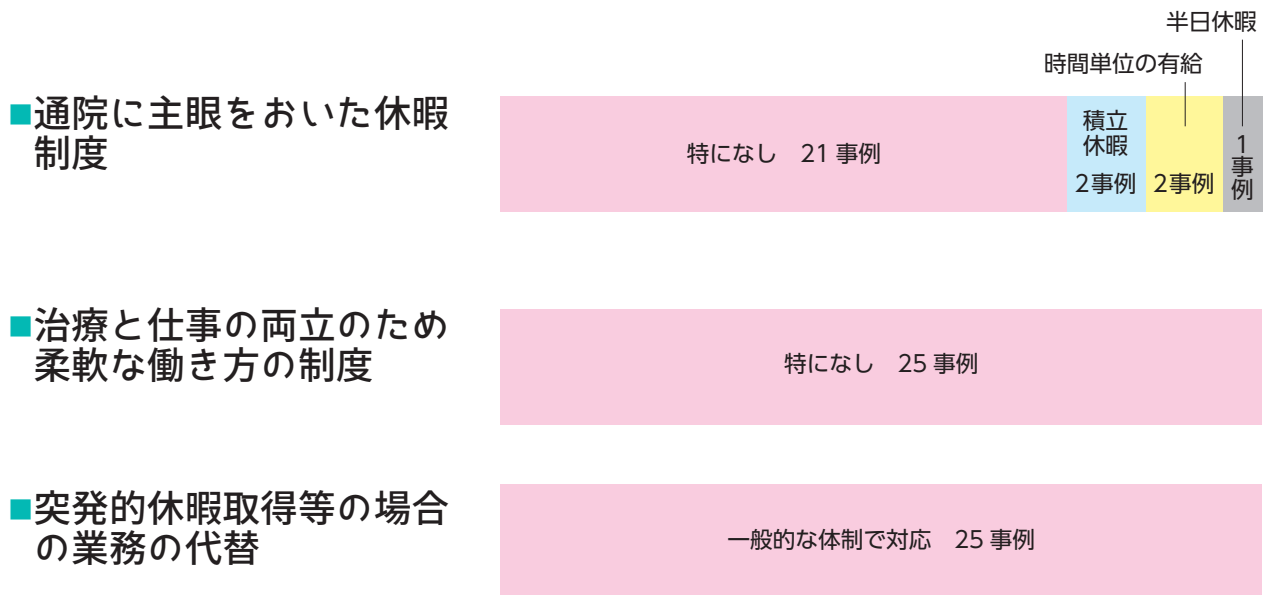 半日休暇
時間単位の有給
■通院に主眼をおいた休暇
制度
特になし　21 事例
積立
休暇
2事例
2事例
1事例
■治療と仕事の両立のため
柔軟な働き方の制度
特になし　25 事例
■突発的休暇取得等の場合
の業務の代替
一般的な体制で対応　25 事例